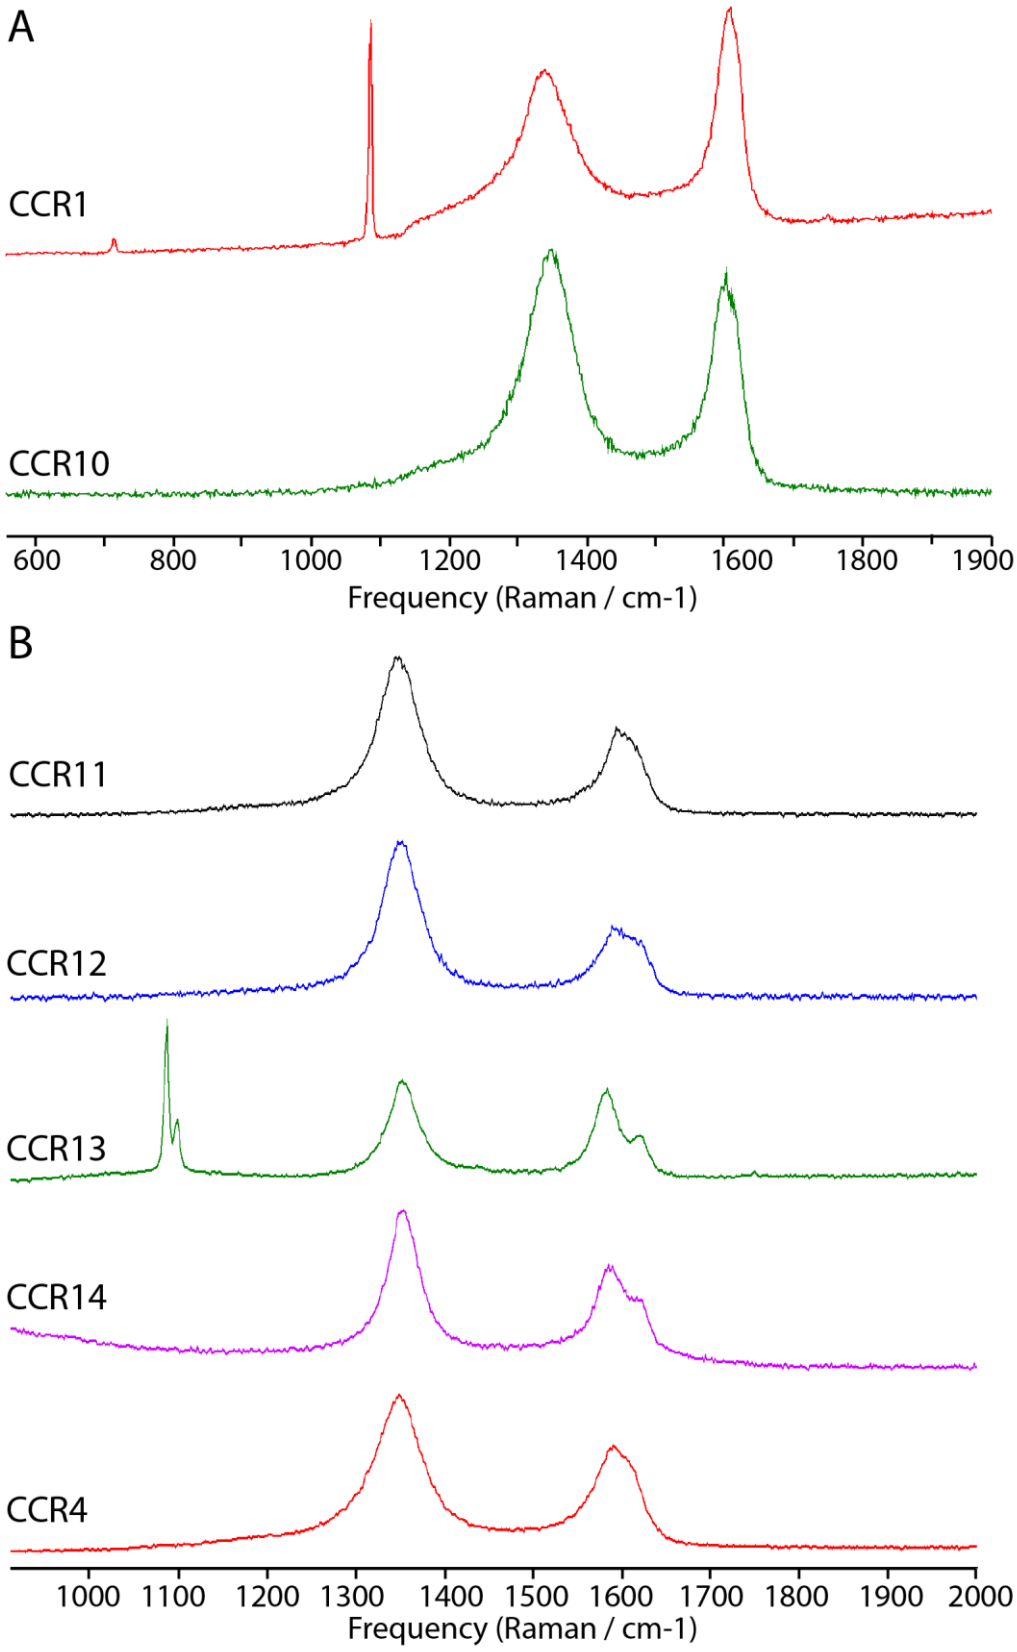 A
CCR1
CCR10
600 800 1000 1200 1400 1600 1800 1900
Frequency (Raman / cm-1)
B
CCR11
CCR12
CCR13
CCR14
CCR4
1000 1100 1200 1300 1400 1500 1600 1700 1800 1900 2000
Frequency (Raman / cm-1)